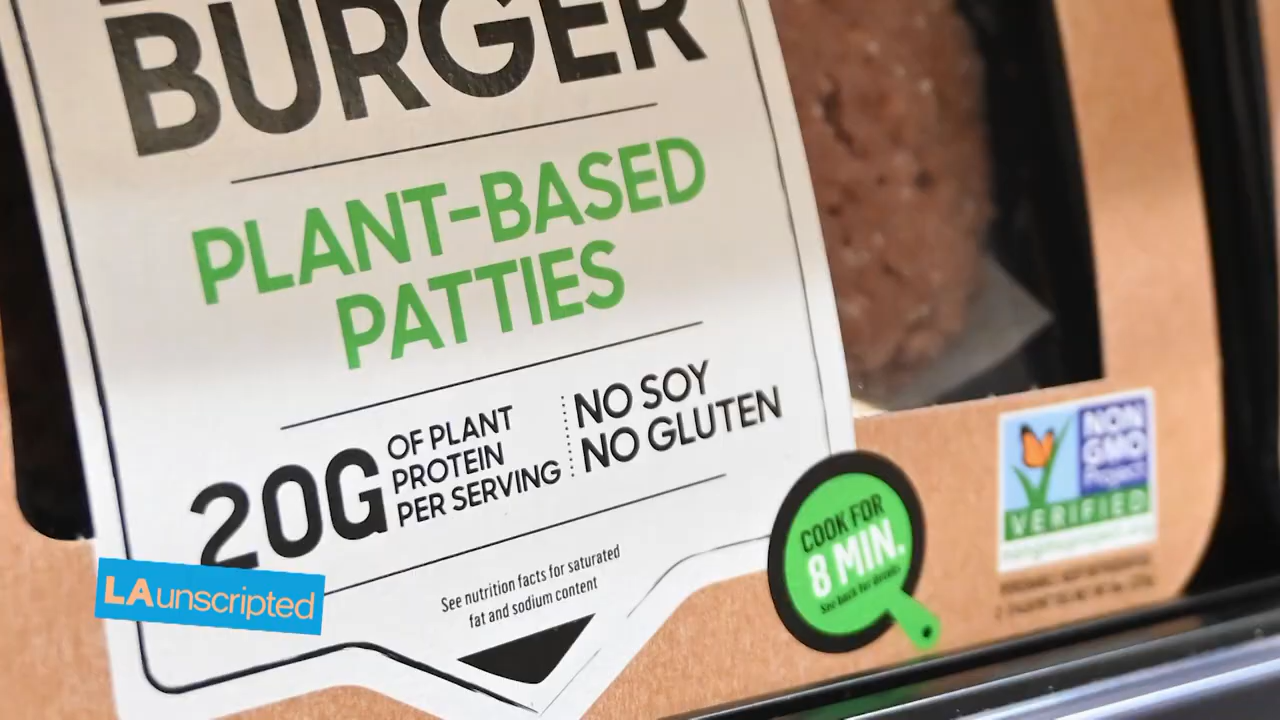 BURGER
PLANT-BASED
PATTIES
20G
OF PLANT
PROTEIN
PER SERVING
NO SOY
NO GLUTEN
See nutrition facts for saturated
fat and sodium content
COOK FOR
8 MIN.
See back for details
NON
GMO
Project
VERIFIED
LAunscripted